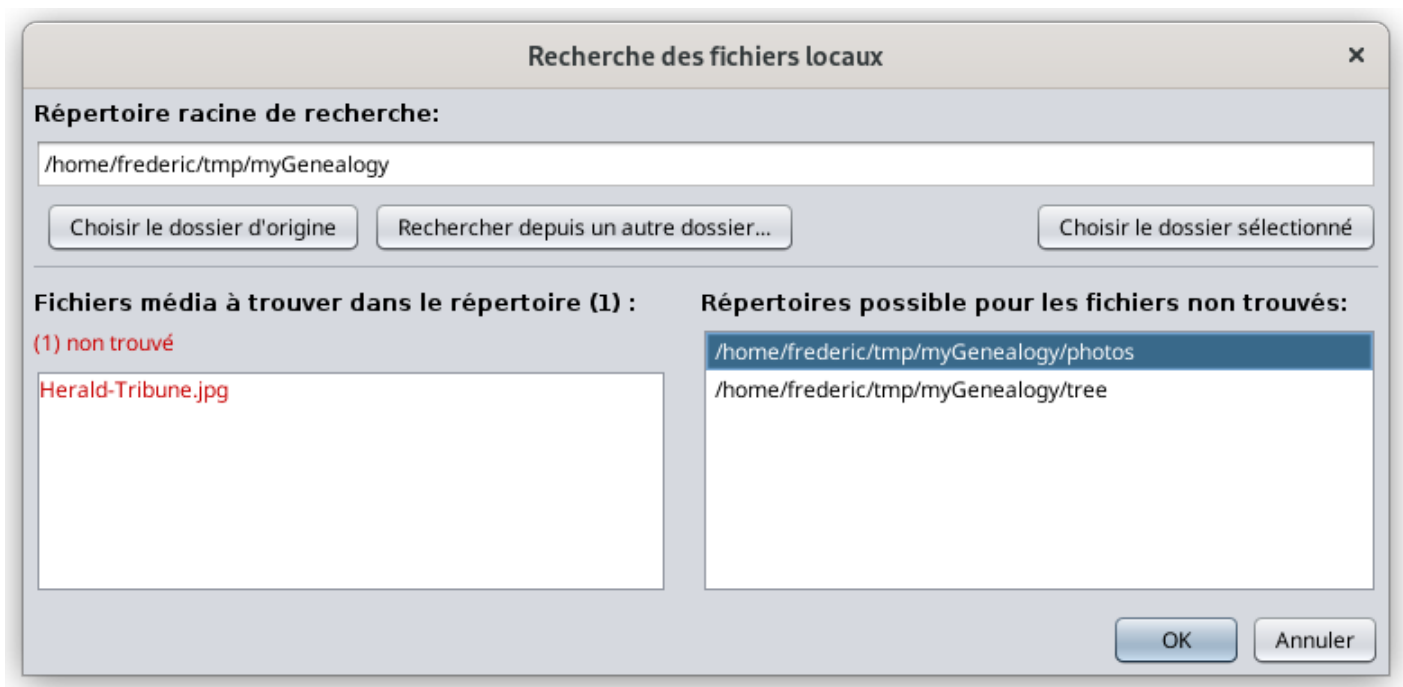 Recherche des fichiers locaux
×
Répertoire racine de recherche:
/home/frederic/tmp/myGenealogy
Choisir le dossier d'origine
Rechercher depuis un autre dossier...
Choisir le dossier sélectionné
Fichiers média à trouver dans le répertoire (1) :
(1) non trouvé
Herald-Tribune.jpg
Répertoires possible pour les fichiers non trouvés:
/home/frederic/tmp/myGenealogy/photos
/home/frederic/tmp/myGenealogy/tree
OK
Annuler